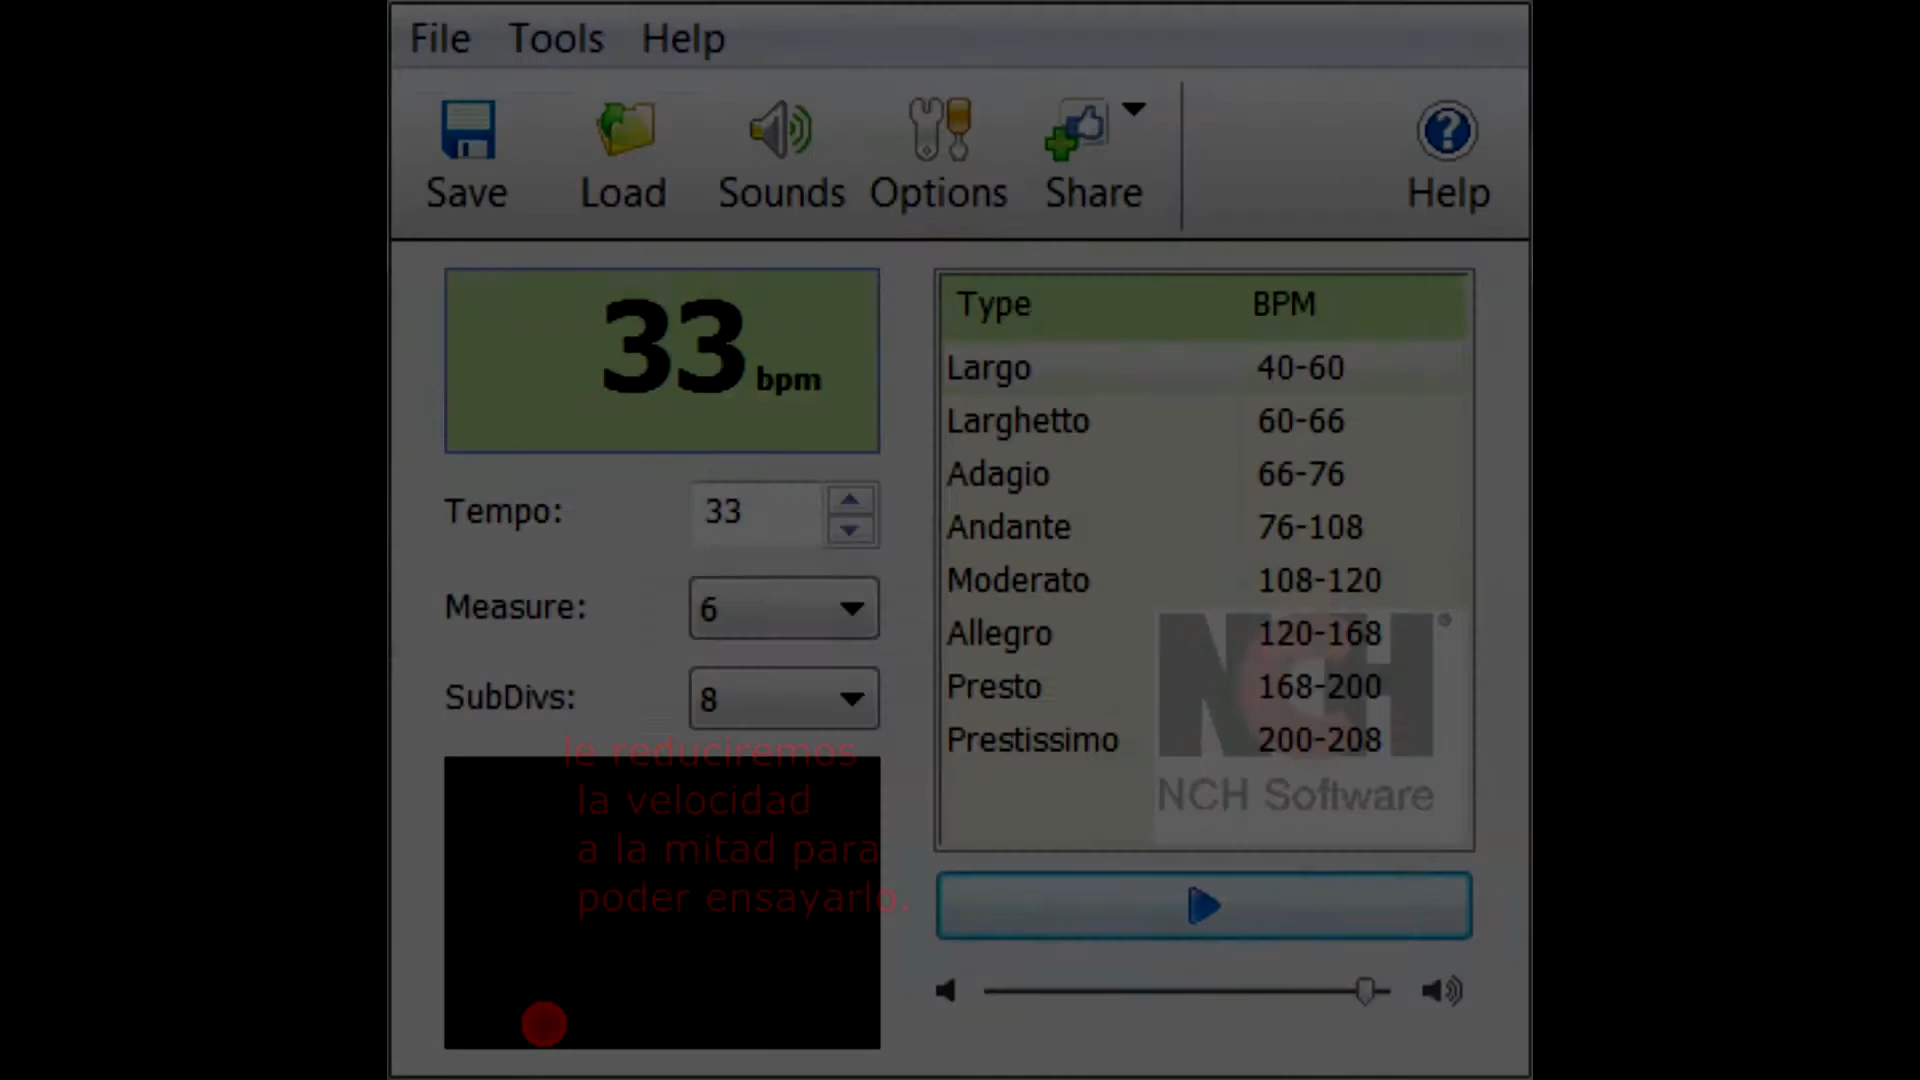 File Tools Help
Save Load Sounds Options Share Help
33 bpm
Tempo: 33
Measure: 6
SubDivs: 8
le reduciremos
la velocidad
a la mitad para
poder ensayarlo.
Type BPM
Largo 40-60
Larghetto 60-66
Adagio 66-76
Andante 76-108
Moderato 108-120
Allegro 120-168
Presto 168-200
Prestissimo 200-208
NCH®
NCH Software